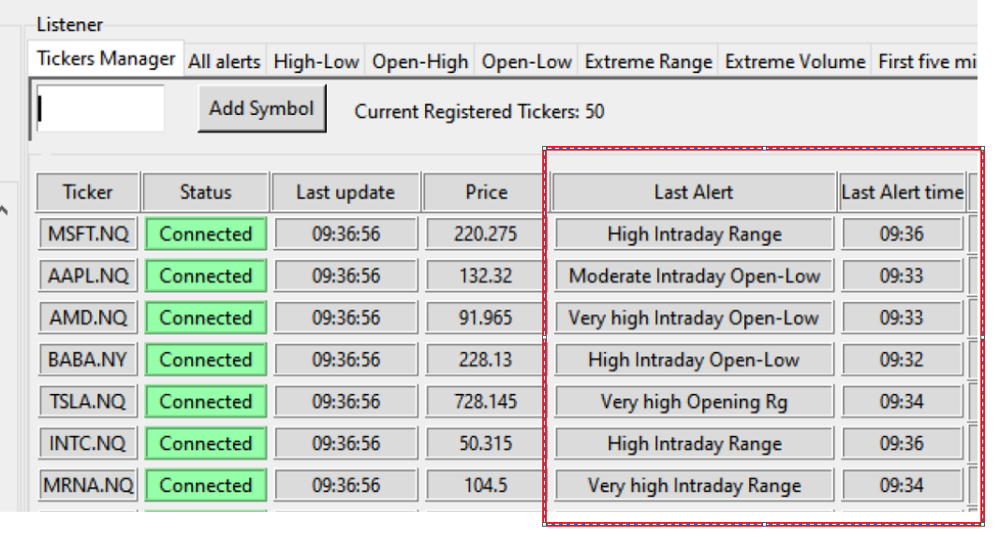 Listener
Tickers Manager All alerts High-Low Open-High Open-Low Extreme Range Extreme Volume First five mi
Add Symbol Current Registered Tickers: 50
Ticker Status Last update Price Last Alert Last Alert time
MSFT.NQ Connected 09:36:56 220.275 High Intraday Range 09:36
AAPL.NQ Connected 09:36:56 132.32 Moderate Intraday Open-Low 09:33
AMD.NQ Connected 09:36:56 91.965 Very high Intraday Open-Low 09:33
BABA.NY Connected 09:36:56 228.13 High Intraday Open-Low 09:32
TSLA.NQ Connected 09:36:56 728.145 Very high Opening Rg 09:34
INTC.NQ Connected 09:36:56 50.315 High Intraday Range 09:36
MRNA.NQ Connected 09:36:56 104.5 Very high Intraday Range 09:34